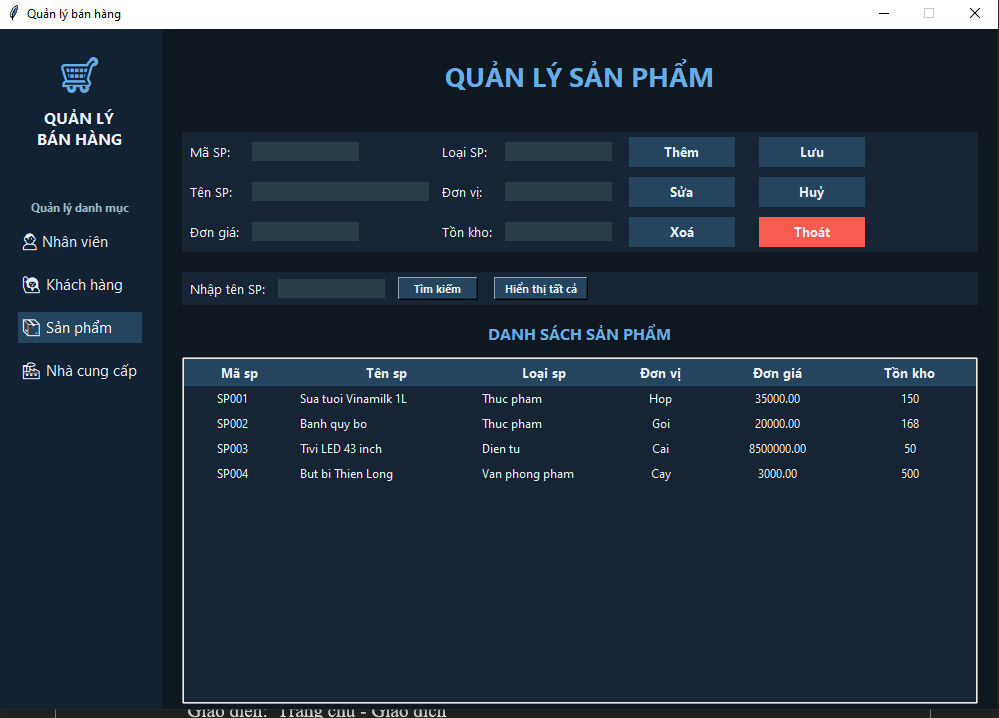 Quản lý bán hàng
QUẢN LÝ
BÁN HÀNG
Quản lý danh mục
Nhân viên
Khách hàng
Sản phẩm
Nhà cung cấp
QUẢN LÝ SẢN PHẨM
Mã SP: Loại SP: Thêm Lưu
Tên SP: Đơn vị: Sửa Huỷ
Đơn giá: Tồn kho: Xoá Thoát
Nhập tên SP: Tìm kiếm Hiển thị tất cả
DANH SÁCH SẢN PHẨM
Mã sp Tên sp Loại sp Đơn vị Đơn giá Tồn kho
SP001 Sua tuoi Vinamilk 1L Thuc pham Hop 35000.00 150
SP002 Banh quy bo Thuc pham Goi 20000.00 168
SP003 Tivi LED 43 inch Dien tu Cai 8500000.00 50
SP004 But bi Thien Long Van phong pham Cay 3000.00 500
Giao diện: Trang chủ - Giao dịch